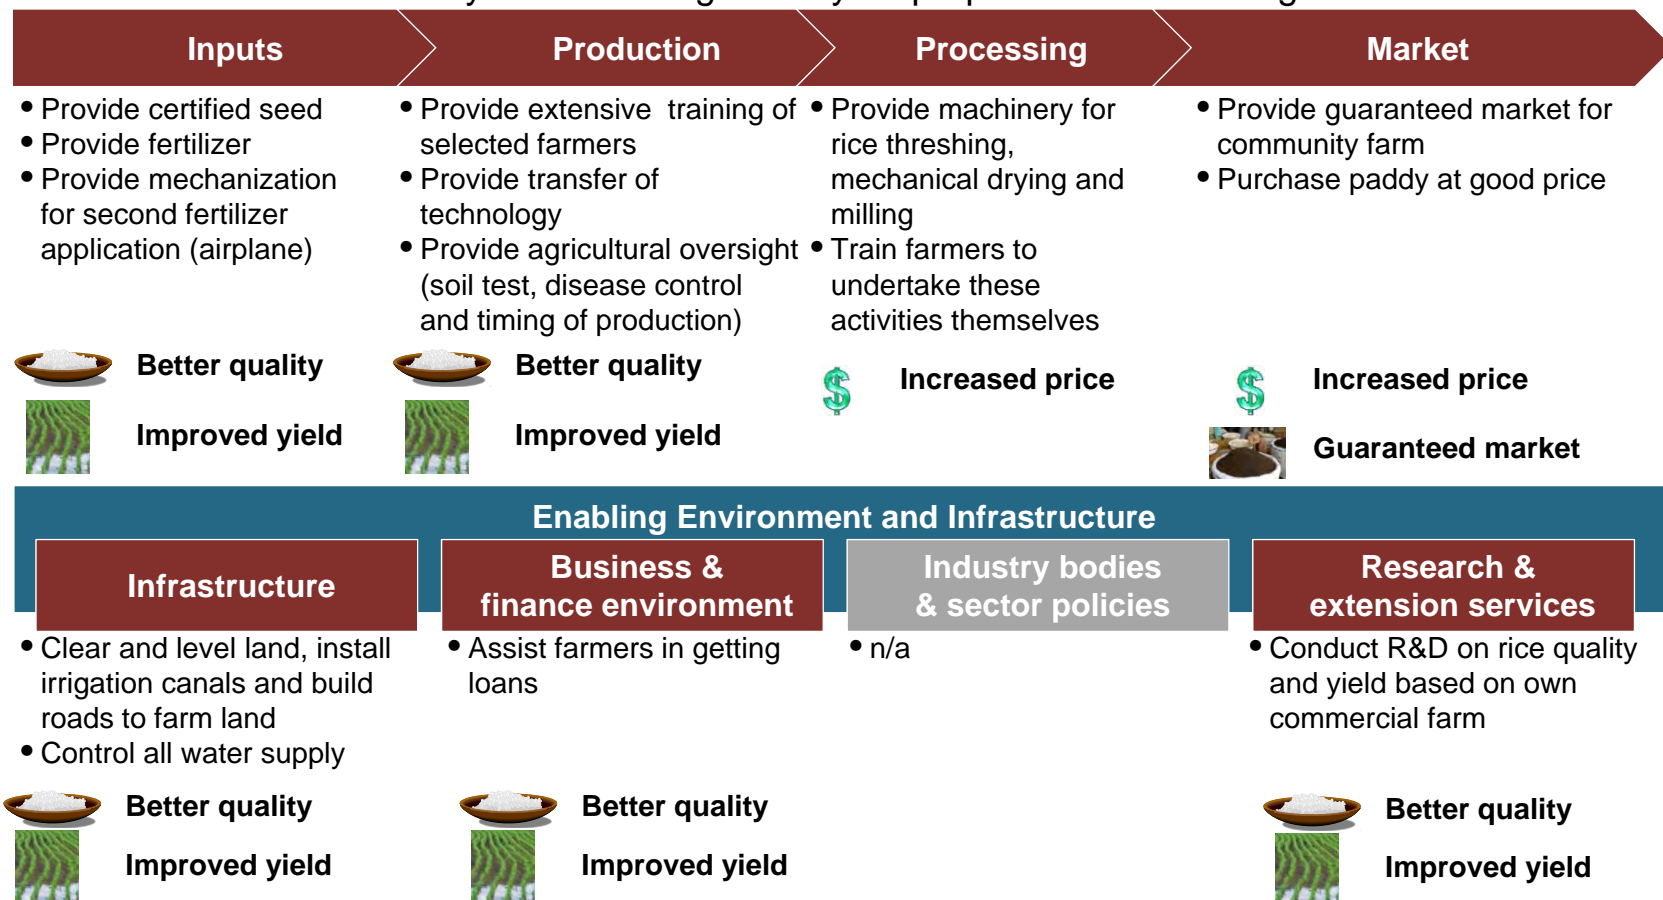 Inputs
Production
Processing
Market
• Provide certified seed
• Provide fertilizer
• Provide mechanization
for second fertilizer
application (airplane)
• Provide extensive training of
selected farmers
• Provide transfer of
technology
• Provide agricultural oversight
(soil test, disease control
and timing of production)
• Provide machinery for
rice threshing,
mechanical drying and
milling
• Train farmers to
undertake these
activities themselves
• Provide guaranteed market for
community farm
• Purchase paddy at good price
Better quality
Improved yield
Better quality
Improved yield
Increased price
Increased price
Guaranteed market
Enabling Environment and Infrastructure
Infrastructure
Business &
finance environment
Industry bodies
& sector policies
Research &
extension services
• Clear and level land, install
irrigation canals and build
roads to farm land
• Control all water supply
• Assist farmers in getting
loans
• n/a
• Conduct R&D on rice quality
and yield based on own
commercial farm
Better quality
Improved yield
Better quality
Improved yield
Better quality
Improved yield